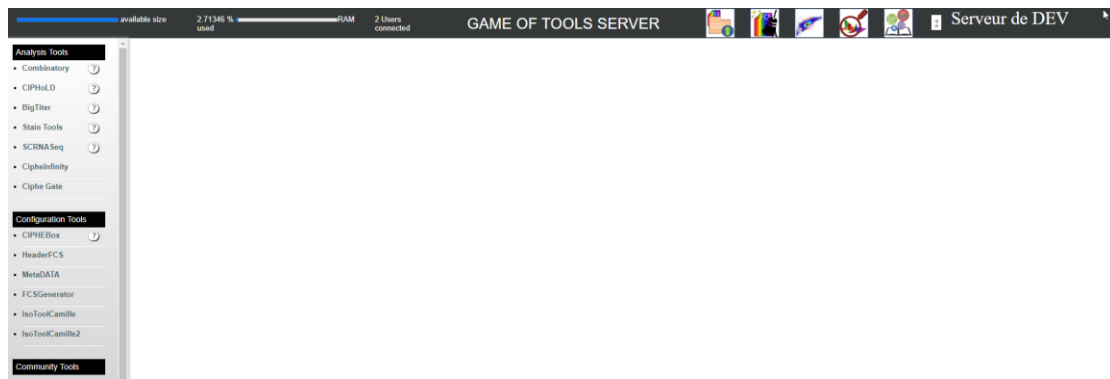 available size
2.71346 %
used
RAM
2 Users
connected
GAME OF TOOLS SERVER
Serveur de DEV
Analysis Tools
Combinatory ?
CIPHoLD ?
BigTiter ?
Stain Tools ?
SCRNASeq ?
CipheInfinity
Ciphe Gate
Configuration Tools
CIPHEBox ?
HeaderFCS
MetaDATA
FCSGenerator
IsoToolCamille
IsoToolCamille2
Community Tools